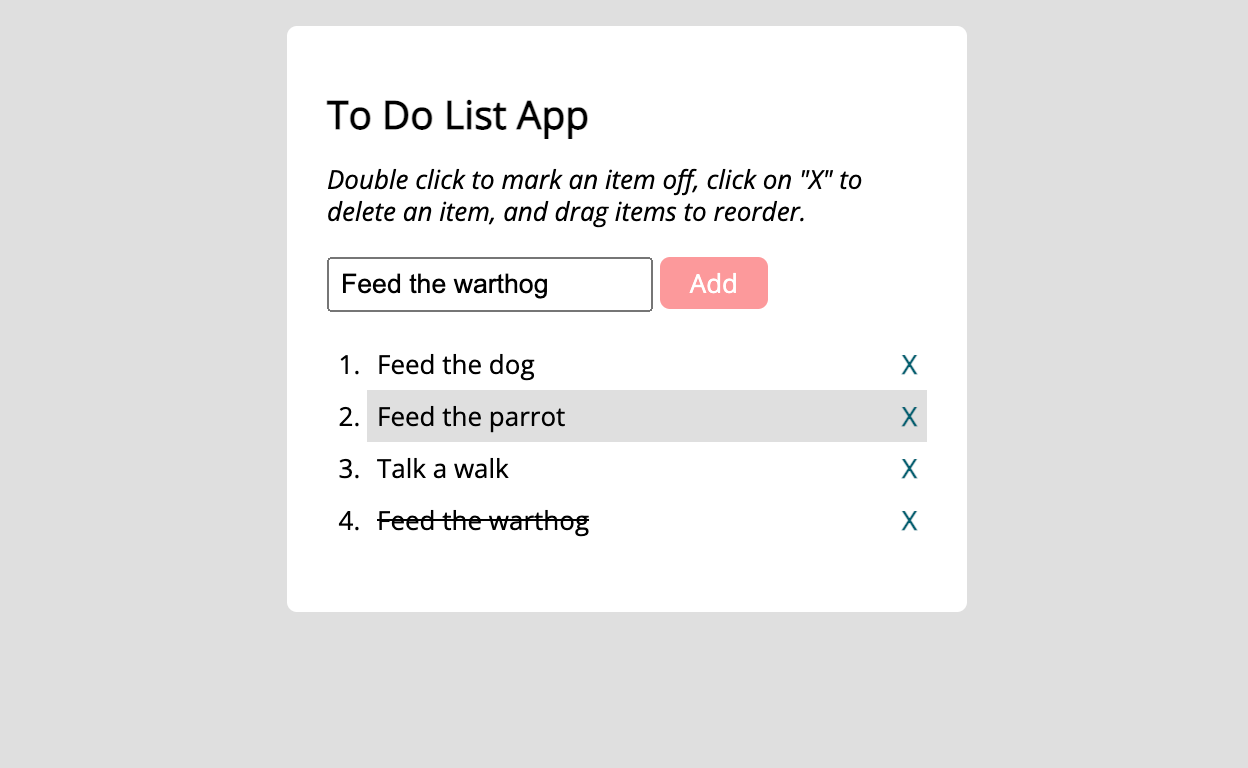 To Do List App
Double click to mark an item off, click on "X" to
delete an item, and drag items to reorder.
Feed the warthog Add
1. Feed the dog X
2. Feed the parrot X
3. Talk a walk X
4. Feed the warthog X